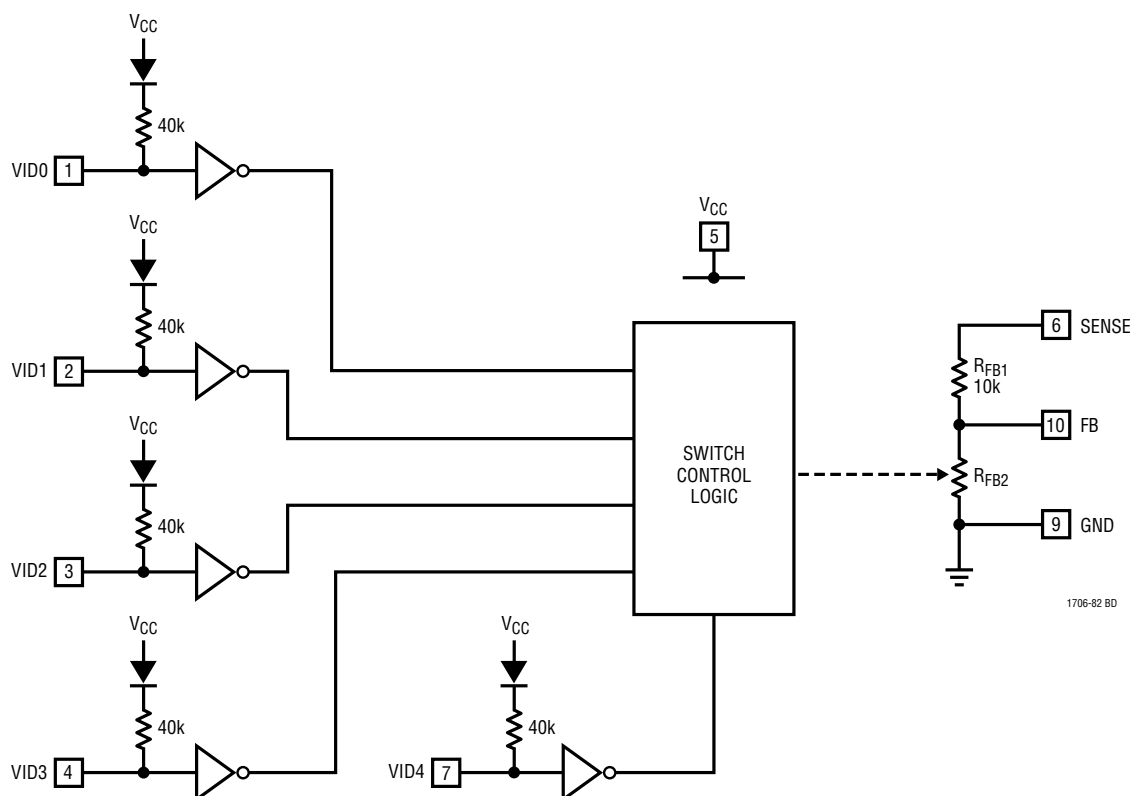 VCC
40k
VID0 1
VCC
40k
VID1 2
VCC
40k
VID2 3
VCC
40k
VID3 4
VCC
40k
VID4 7
VCC
5
SWITCH
CONTROL
LOGIC
6 SENSE
RFB1
10k
10 FB
RFB2
9 GND
1706-82 BD